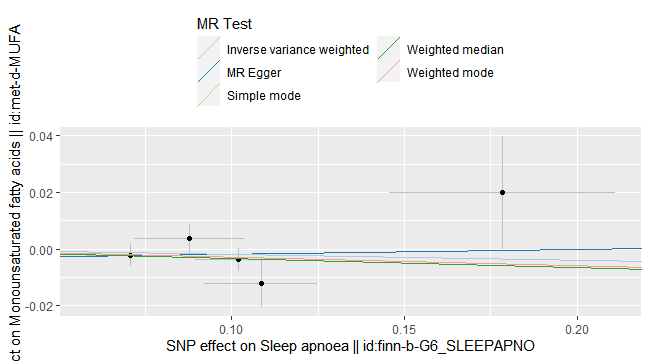 MR Test
Inverse variance weighted
Weighted median
MR Egger
Weighted mode
Simple mode
ct on Monounsaturated fatty acids || id:met-d-MUFA
0.04
0.02
0.00
-0.02
0.10
0.15
0.20
SNP effect on Sleep apnoea || id:finn-b-G6_SLEEPAPNO